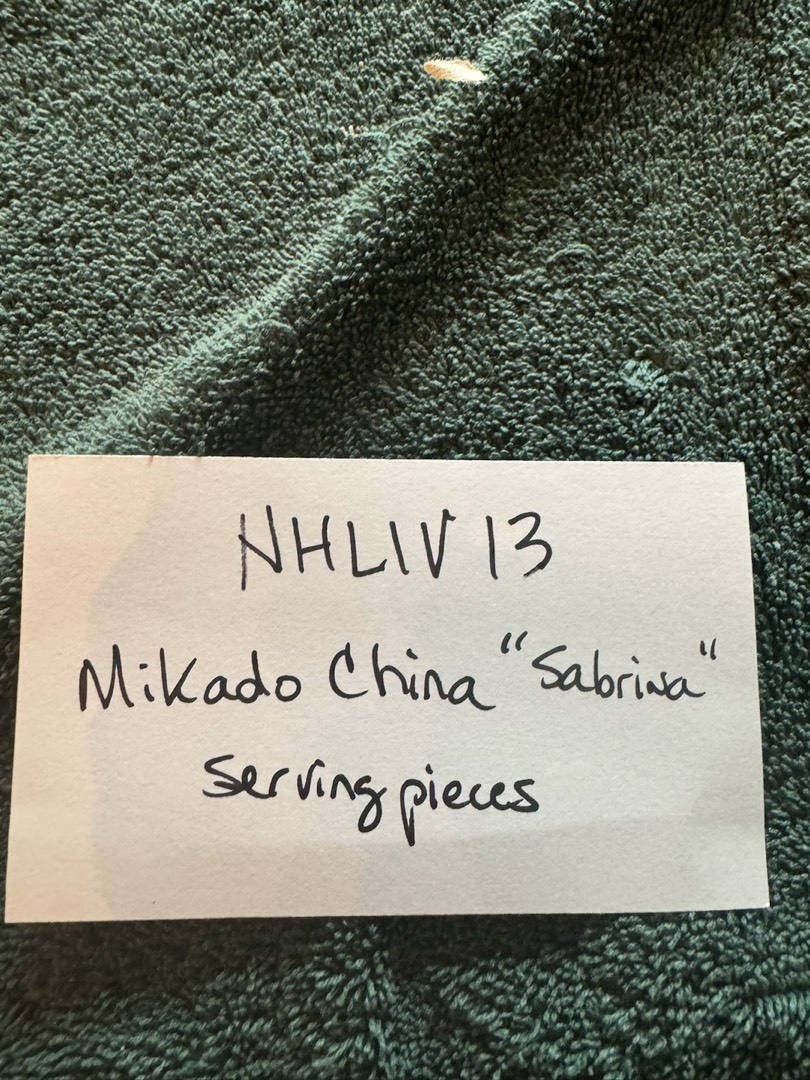 NHLIV 13
Mikado China "Sabrina"
Serving pieces